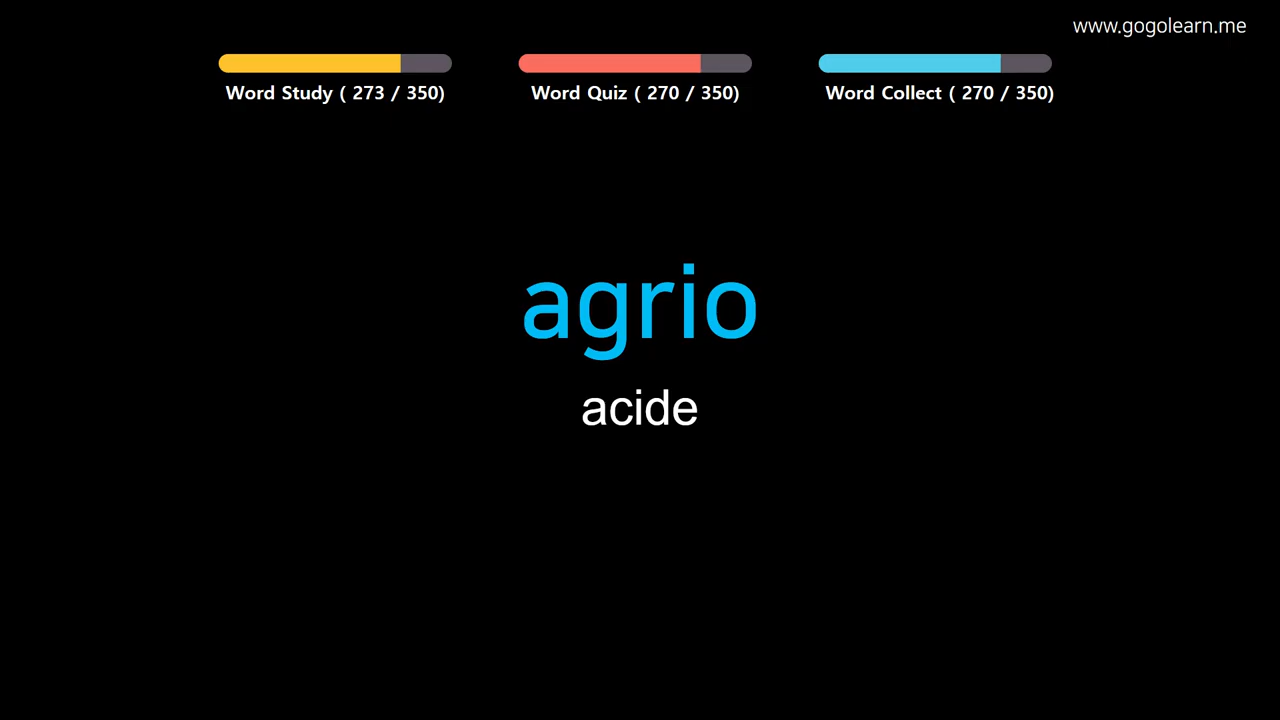 www.gogolearn.me
Word Study ( 273 / 350)
Word Quiz ( 270 / 350)
Word Collect ( 270 / 350)
agrio
acide